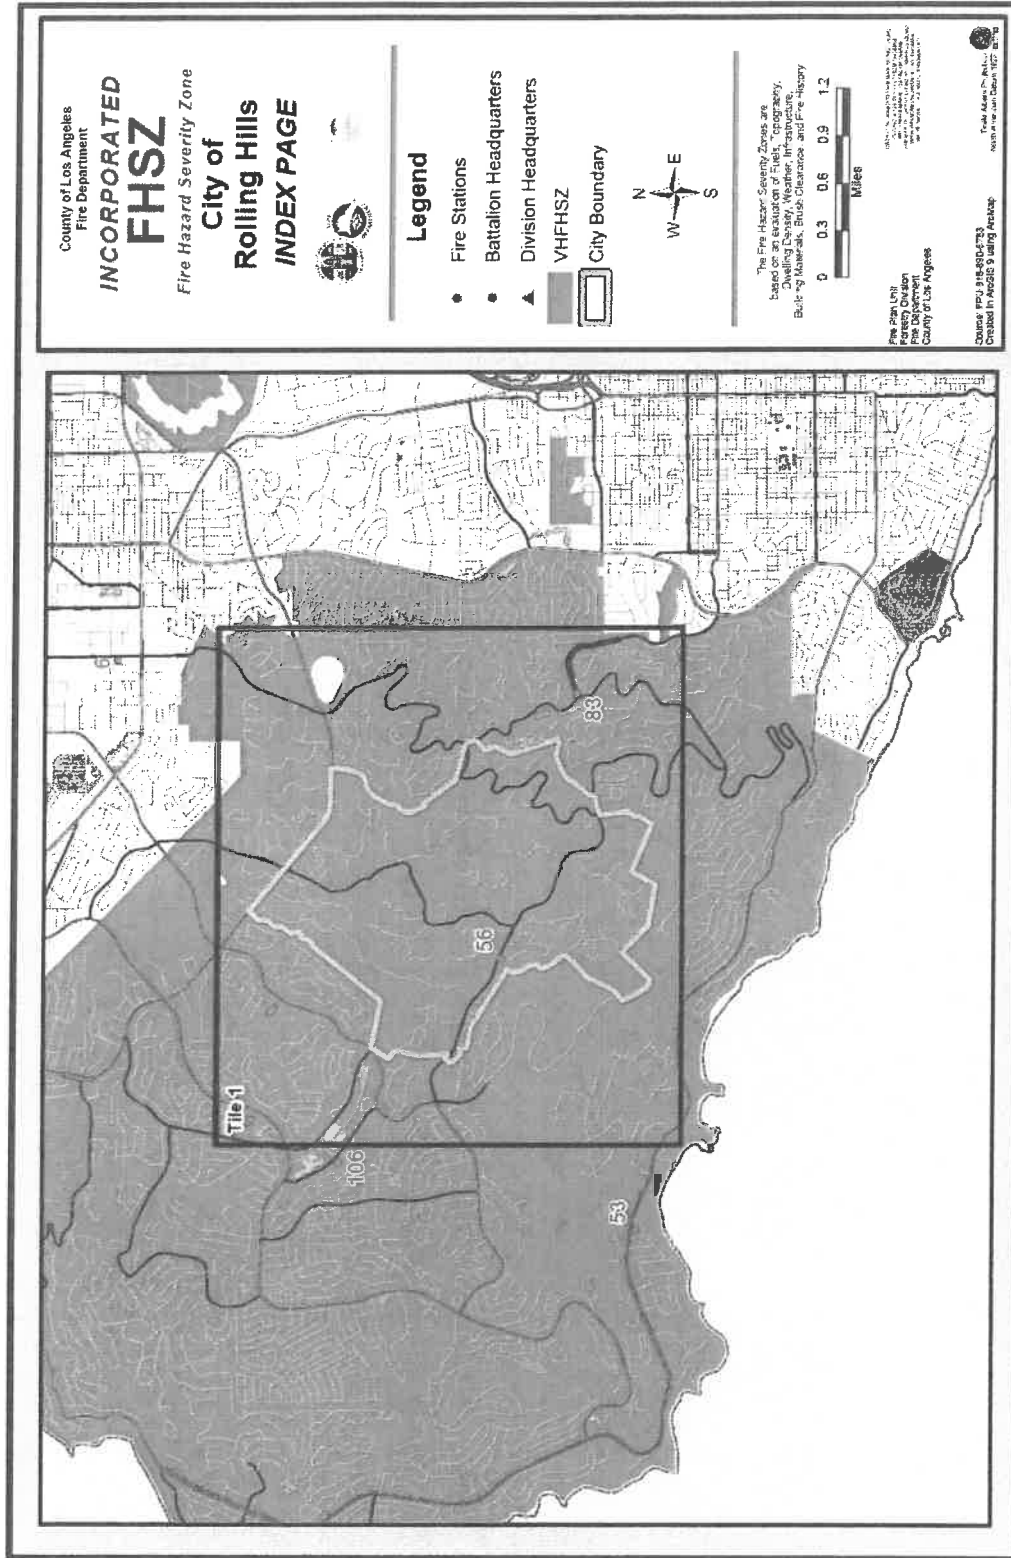 County of Los Angeles
Fire Department
INCORPORATED
FHSZ
Fire Hazard Severity Zone
City of
Rolling Hills
INDEX PAGE
Legend
Fire Stations
Battalion Headquarters
Division Headquarters
VHFHSZ
City Boundary
N
W
E
S
The Fire Hazard Severity Zones are
based on an evaluation of Fuels, Topography,
Dwelling Density, Weather, Infrastructure,
Building Materials, Brush Clearance, and Fire History
0 0.3 0.6 0.9 1.2
Miles
Fire Plan Unit
Forestry Division
Fire Department
County of Los Angeles
Created in ArcGIS 9 using ArcMap
Tile 1
106
56
83
53